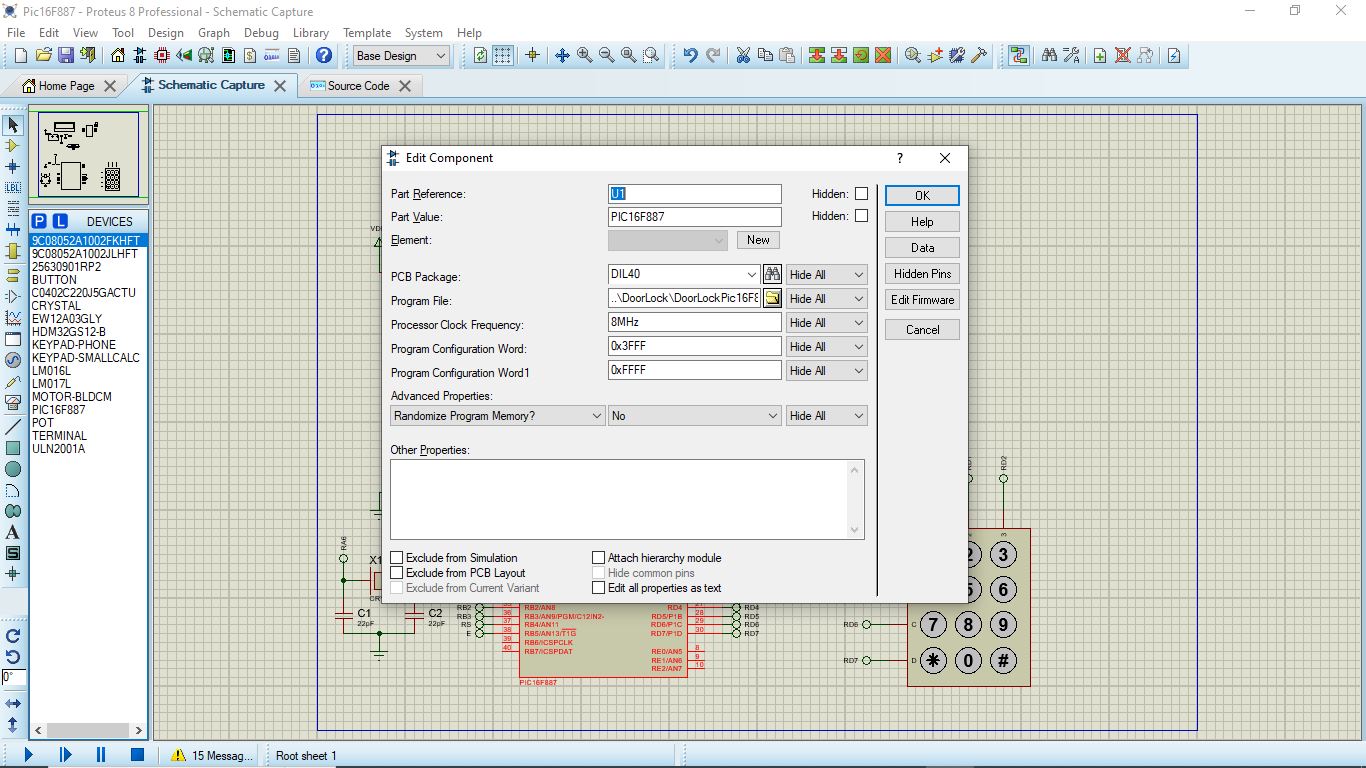 Pic16F887 - Proteus 8 Professional - Schematic Capture
File Edit View Tool Design Graph Debug Library Template System Help
Base Design
Home Page Schematic Capture Source Code
P L DEVICES
9C08052A1002FKHFT
9C08052A1002JLHFT
25630901RP2
BUTTON
C0402C220J5GACTU
CRYSTAL
EW12A03GLY
HDM32GS12-B
KEYPAD-PHONE
KEYPAD-SMALLCALC
LM016L
LM017L
MOTOR-BLDCM
PIC16F887
POT
TERMINAL
ULN2001A
LBL
A
S
0°
Edit Component
Part Reference: U1 Hidden:
Part Value: PIC16F887 Hidden:
Element: New
PCB Package: DIL40 Hide All
Program File: ..\DoorLock\DoorLockPic16F8 Hide All
Processor Clock Frequency: 8MHz Hide All
Program Configuration Word: 0x3FFF Hide All
Program Configuration Word1 0xFFFF Hide All
Advanced Properties:
Randomize Program Memory? No Hide All
Other Properties:
Exclude from Simulation Attach hierarchy module
Exclude from PCB Layout Hide common pins
Exclude from Current Variant Edit all properties as text
OK
Help
Data
Hidden Pins
Edit Firmware
Cancel
RA6
X1
C1
22pF
C2
22pF
RB2 36 RB2/AN8 RD4 RD4
RB3 36 RB3/AN9/PGM/C12IN2- RD5/P1B 28 RD5
RS 37 RB4/AN11 RD6/P1C 29 RD6
E 38 RB5/AN13/T1G RD7/P1D 30 RD7
39 RB6/ICSPCLK
40 RB7/ICSPDAT RE0/AN5 8
RE1/AN6 9
RE2/AN7 10
PIC16F887
RD2
3
2 3
5 6
RD6 C 7 8 9
RD7 D * 0 #
15 Messag... Root sheet 1